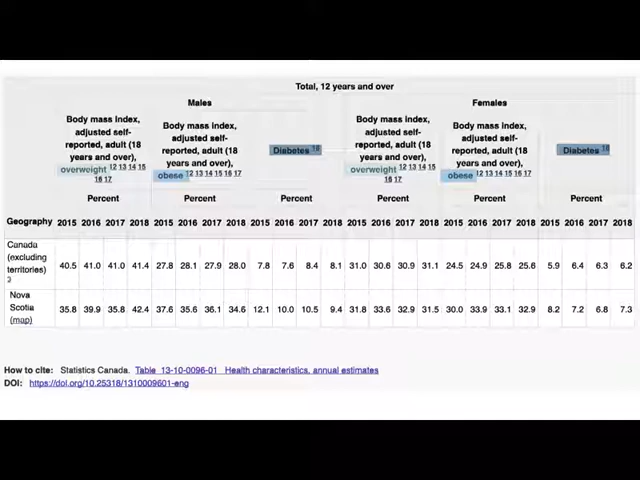 Total, 12 years and over
Males Females
Body mass index, adjusted self-reported, adult (18 years and over), overweight 12 13 14 15 16 17
Body mass index, adjusted self-reported, adult (18 years and over), obese 12 13 14 15 16 17
Diabetes 18
Body mass index, adjusted self-reported, adult (18 years and over), overweight 12 13 14 15 16 17
Body mass index, adjusted self-reported, adult (18 years and over), obese 12 13 14 15 16 17
Diabetes 18
Percent Percent Percent Percent Percent Percent
Geography 2015 2016 2017 2018 2015 2016 2017 2018 2015 2016 2017 2018 2015 2016 2017 2018 2015 2016 2017 2018 2015 2016 2017 2018
Canada (excluding territories) 40.5 41.0 41.0 41.4 27.8 28.1 27.9 28.0 7.8 7.6 8.4 8.1 31.0 30.6 30.9 31.1 24.5 24.9 25.8 25.6 5.9 6.4 6.3 6.2
Nova Scotia (map) 35.8 39.9 35.8 42.4 37.6 35.6 36.1 34.6 12.1 10.0 10.5 9.4 31.8 33.6 32.9 31.5 30.0 33.9 33.1 32.9 8.2 7.2 6.8 7.3
How to cite: Statistics Canada. Table 13-10-0096-01 Health characteristics, annual estimates
DOI: https://doi.org/10.25318/1310009601-eng